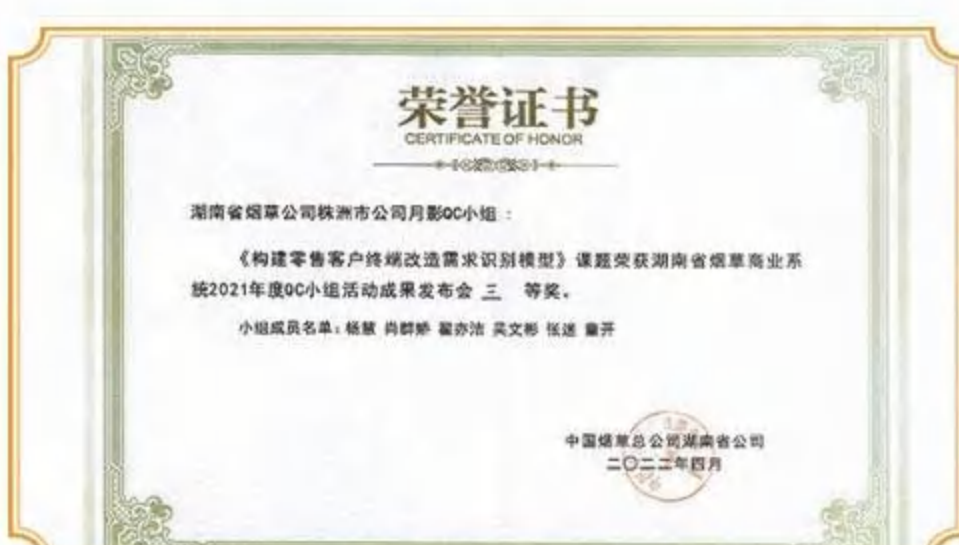 荣誉证书
CERTIFICATE OF HONOR
湖南省烟草公司株洲市公司月影QC小组：
《构建零售客户终端改造需求识别模型》课题荣获湖南省烟草商业系
统2021年度QC小组活动成果发布会 三 等奖。
小组成员名单：杨慧 肖群娇 翟亦洁 吴文彬 张送 童开
中国烟草总公司湖南省公司
二〇二二年四月